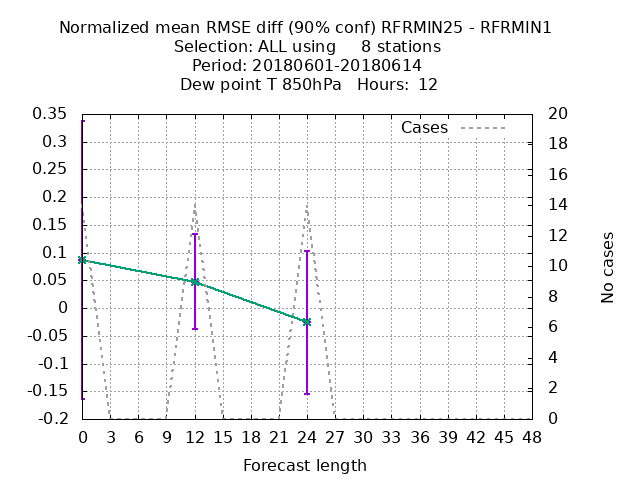 Normalized mean RMSE diff (90% conf) RFRMIN25 - RFRMIN1
Selection: ALL using     8 stations
Period: 20180601-20180614
Dew point T 850hPa   Hours:  12
Cases
0.35
0.3
0.25
0.2
0.15
0.1
0.05
0
-0.05
-0.1
-0.15
-0.2
20
18
16
14
12
10
8
6
4
2
0
No cases
0 3 6 9 12 15 18 21 24 27 30 33 36 39 42 45 48
Forecast length